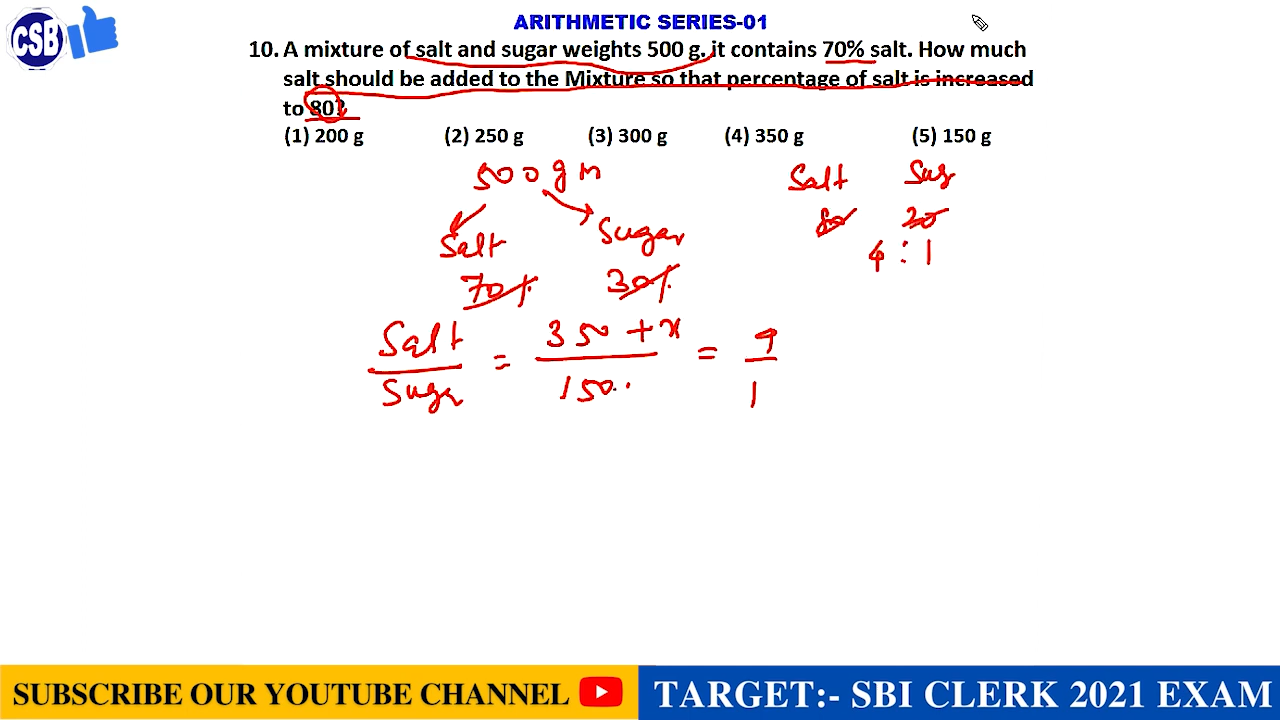 CSB
ARITHMETIC SERIES-01
10. A mixture of salt and sugar weights 500 g. it contains 70% salt. How much
salt should be added to the Mixture so that percentage of salt is increased
to 80?
(1) 200 g (2) 250 g (3) 300 g (4) 350 g (5) 150 g
500 gm
Salt Sug
80 20
4 : 1
Salt Sugar
70% 30%
Salt = 350 + x = 4
Sugar 150 1
SUBSCRIBE OUR YOUTUBE CHANNEL
TARGET:- SBI CLERK 2021 EXAM